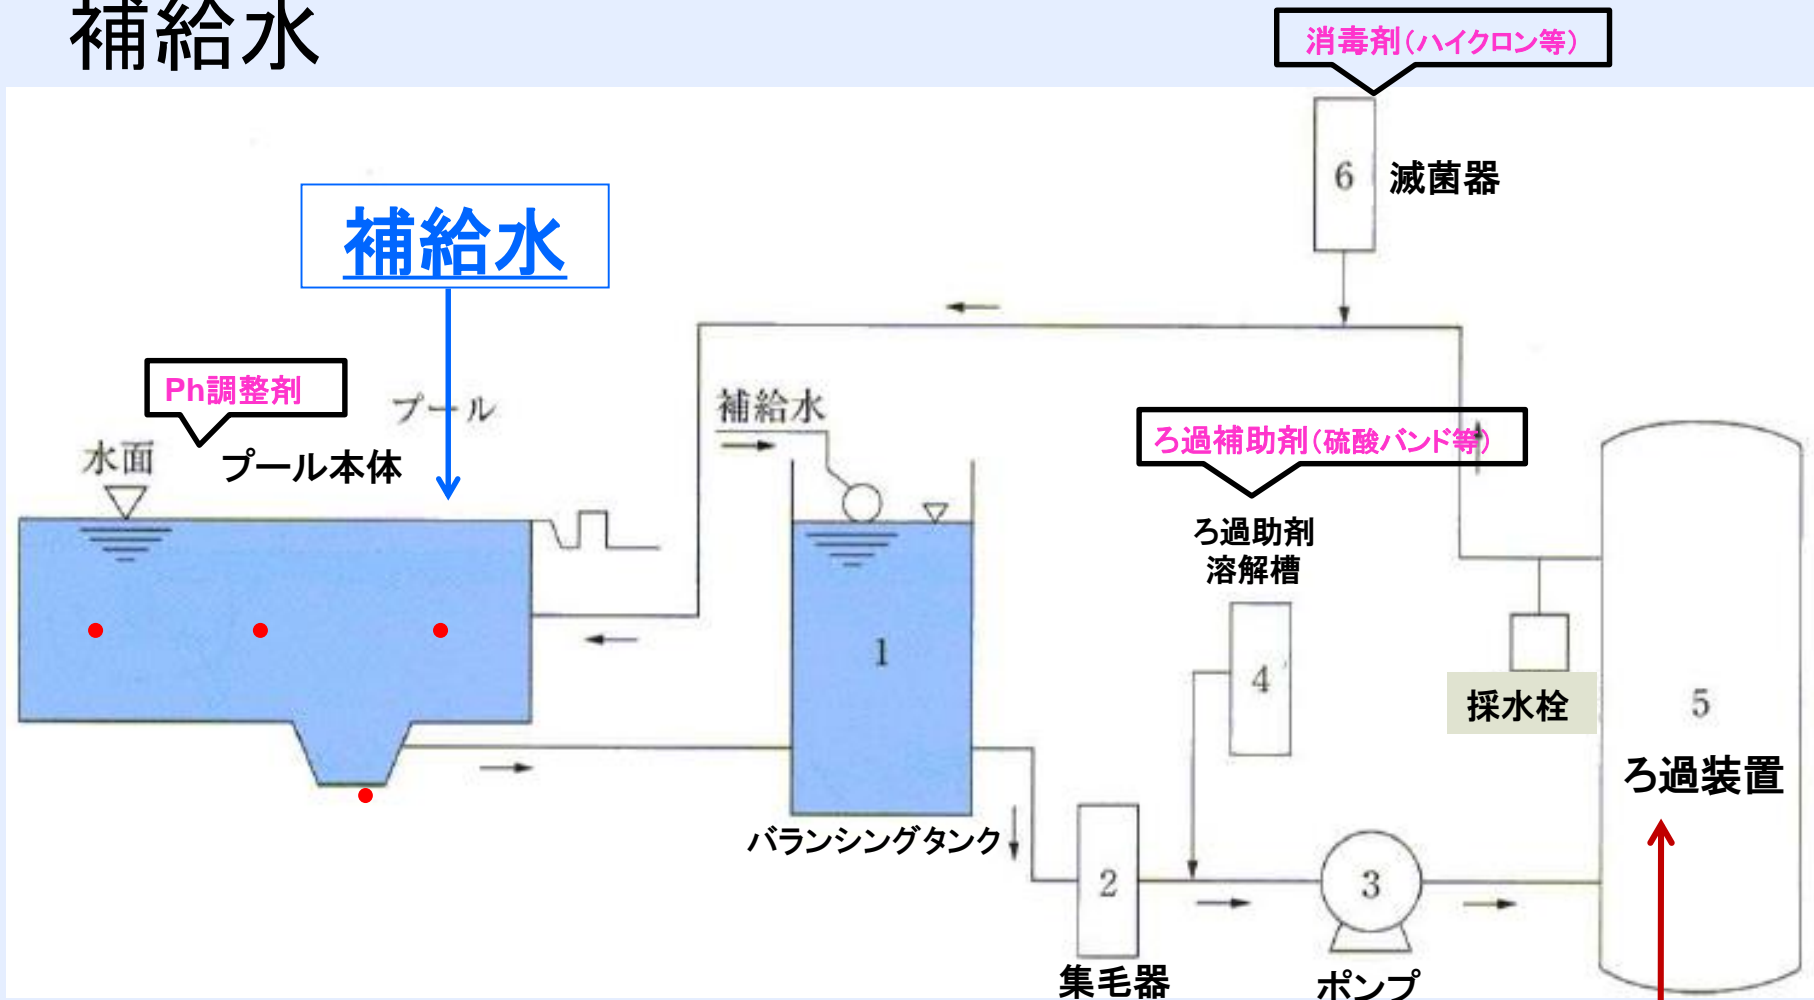 補給水
消毒剤(ハイクロン等)
6
滅菌器
補給水
Ph調整剤
プール
補給水
ろ過補助剤(硫酸バンド等)
水面
プール本体
ろ過助剤
溶解槽
1
4
採水栓
5
ろ過装置
バランシングタンク
2
3
集毛器
ポンプ